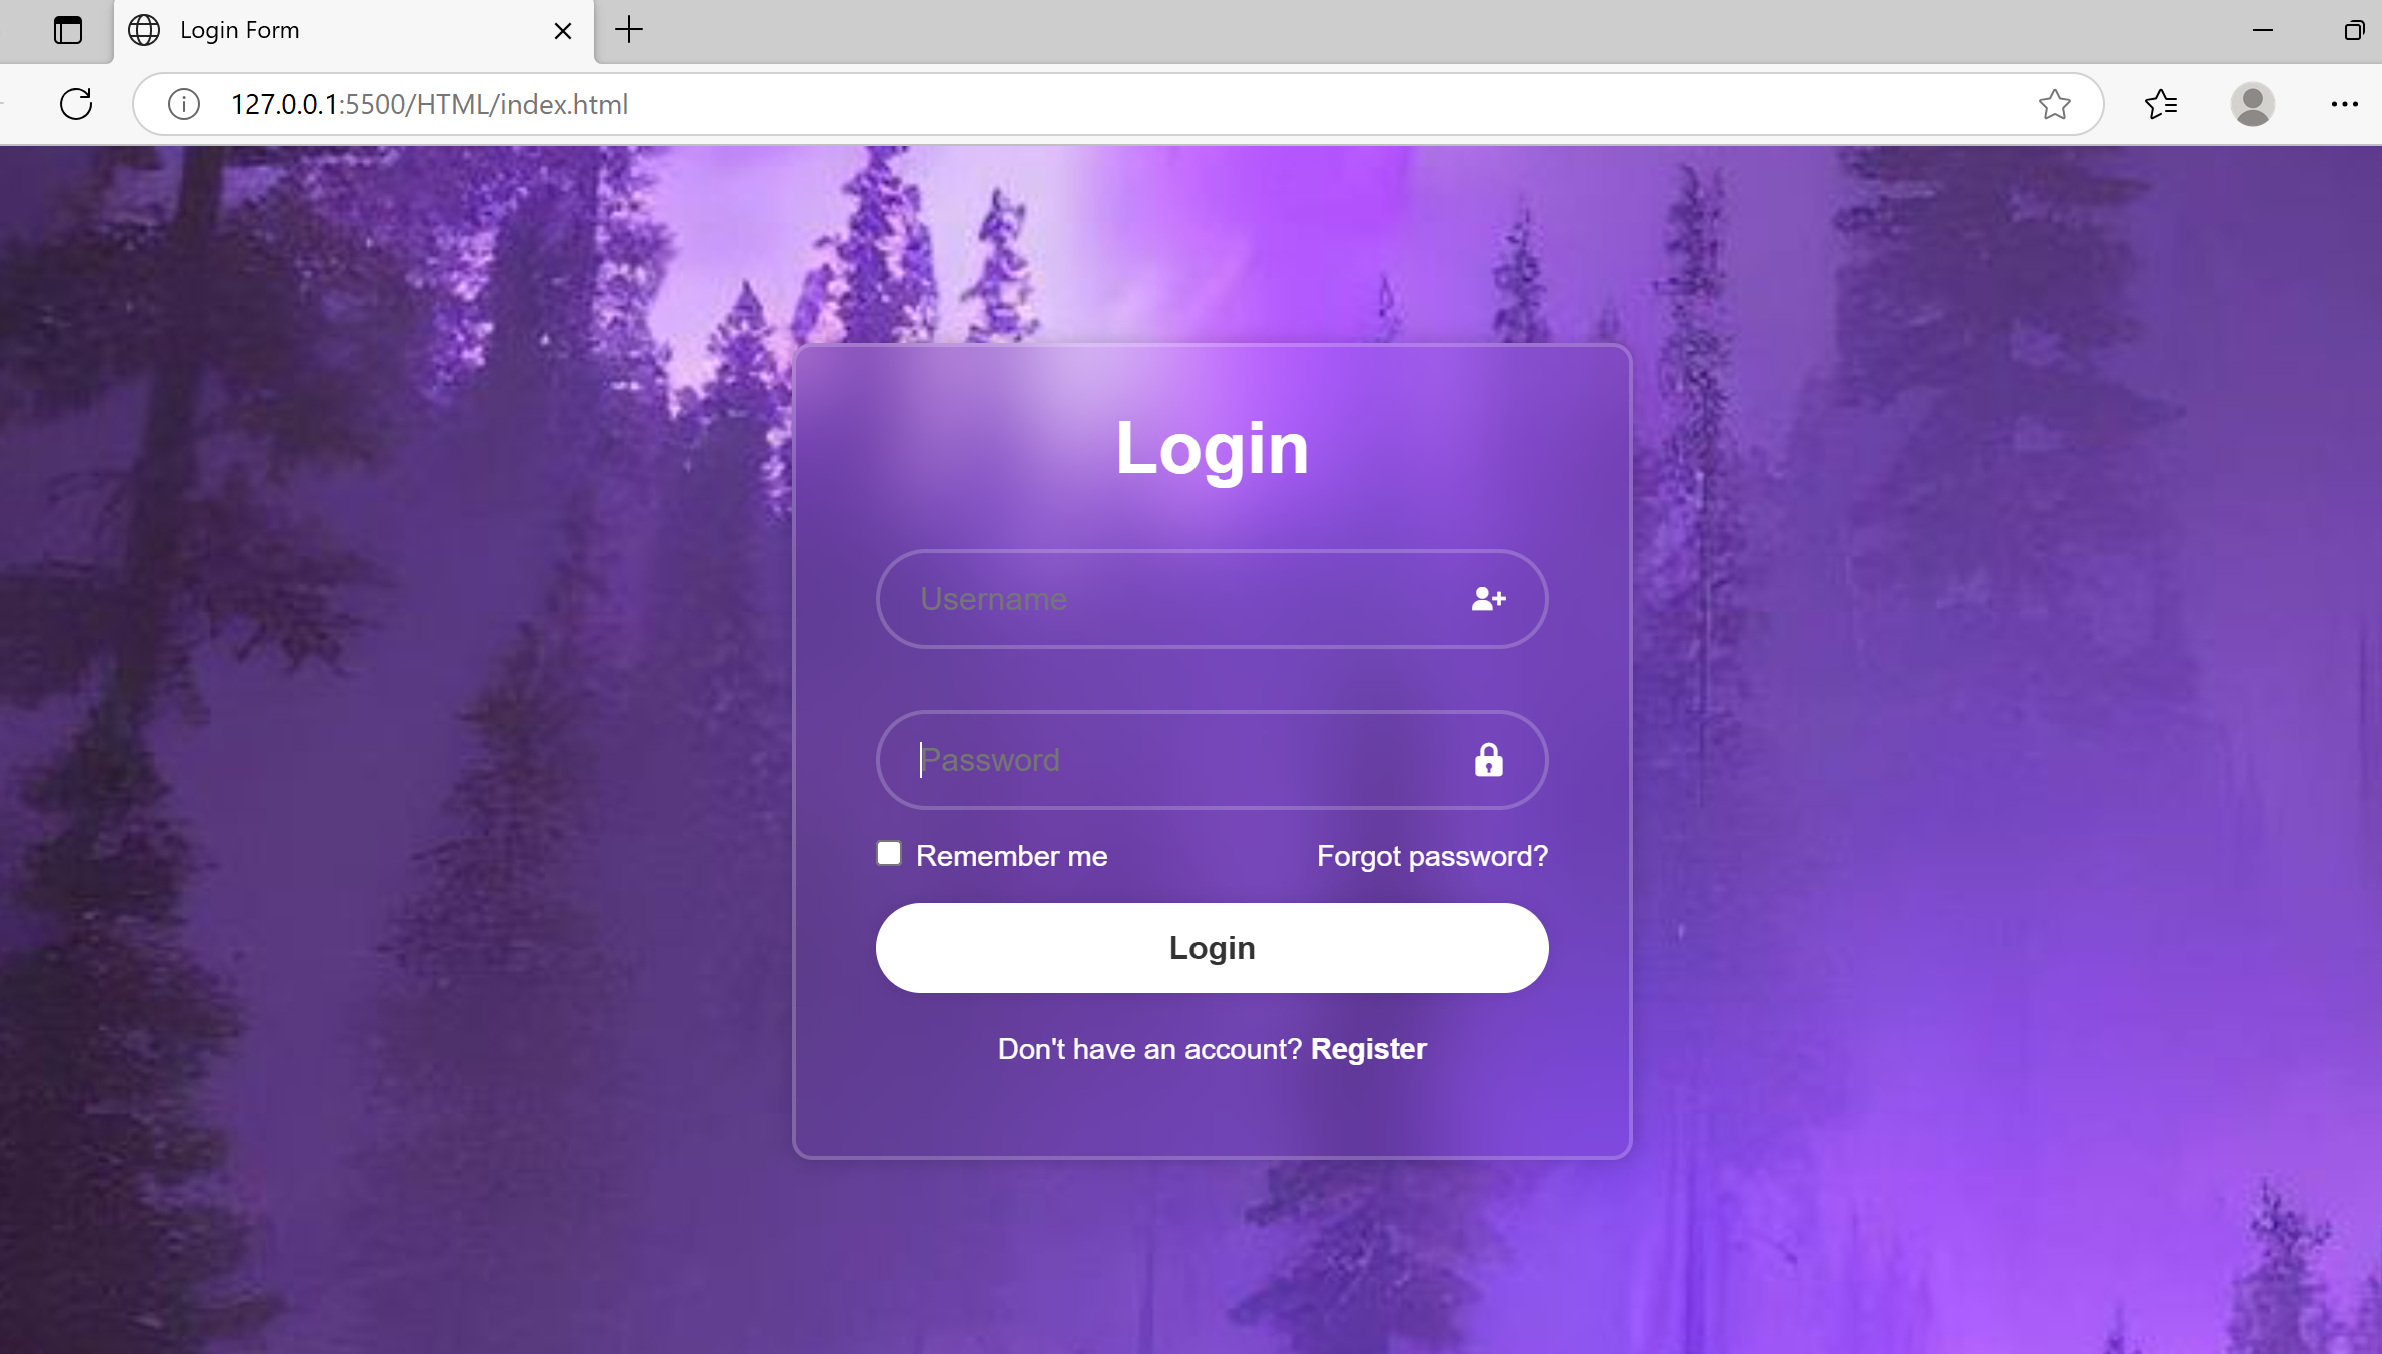 Login Form
127.0.0.1:5500/HTML/index.html
Login
Username
Password
Remember me Forgot password?
Login
Don't have an account? Register